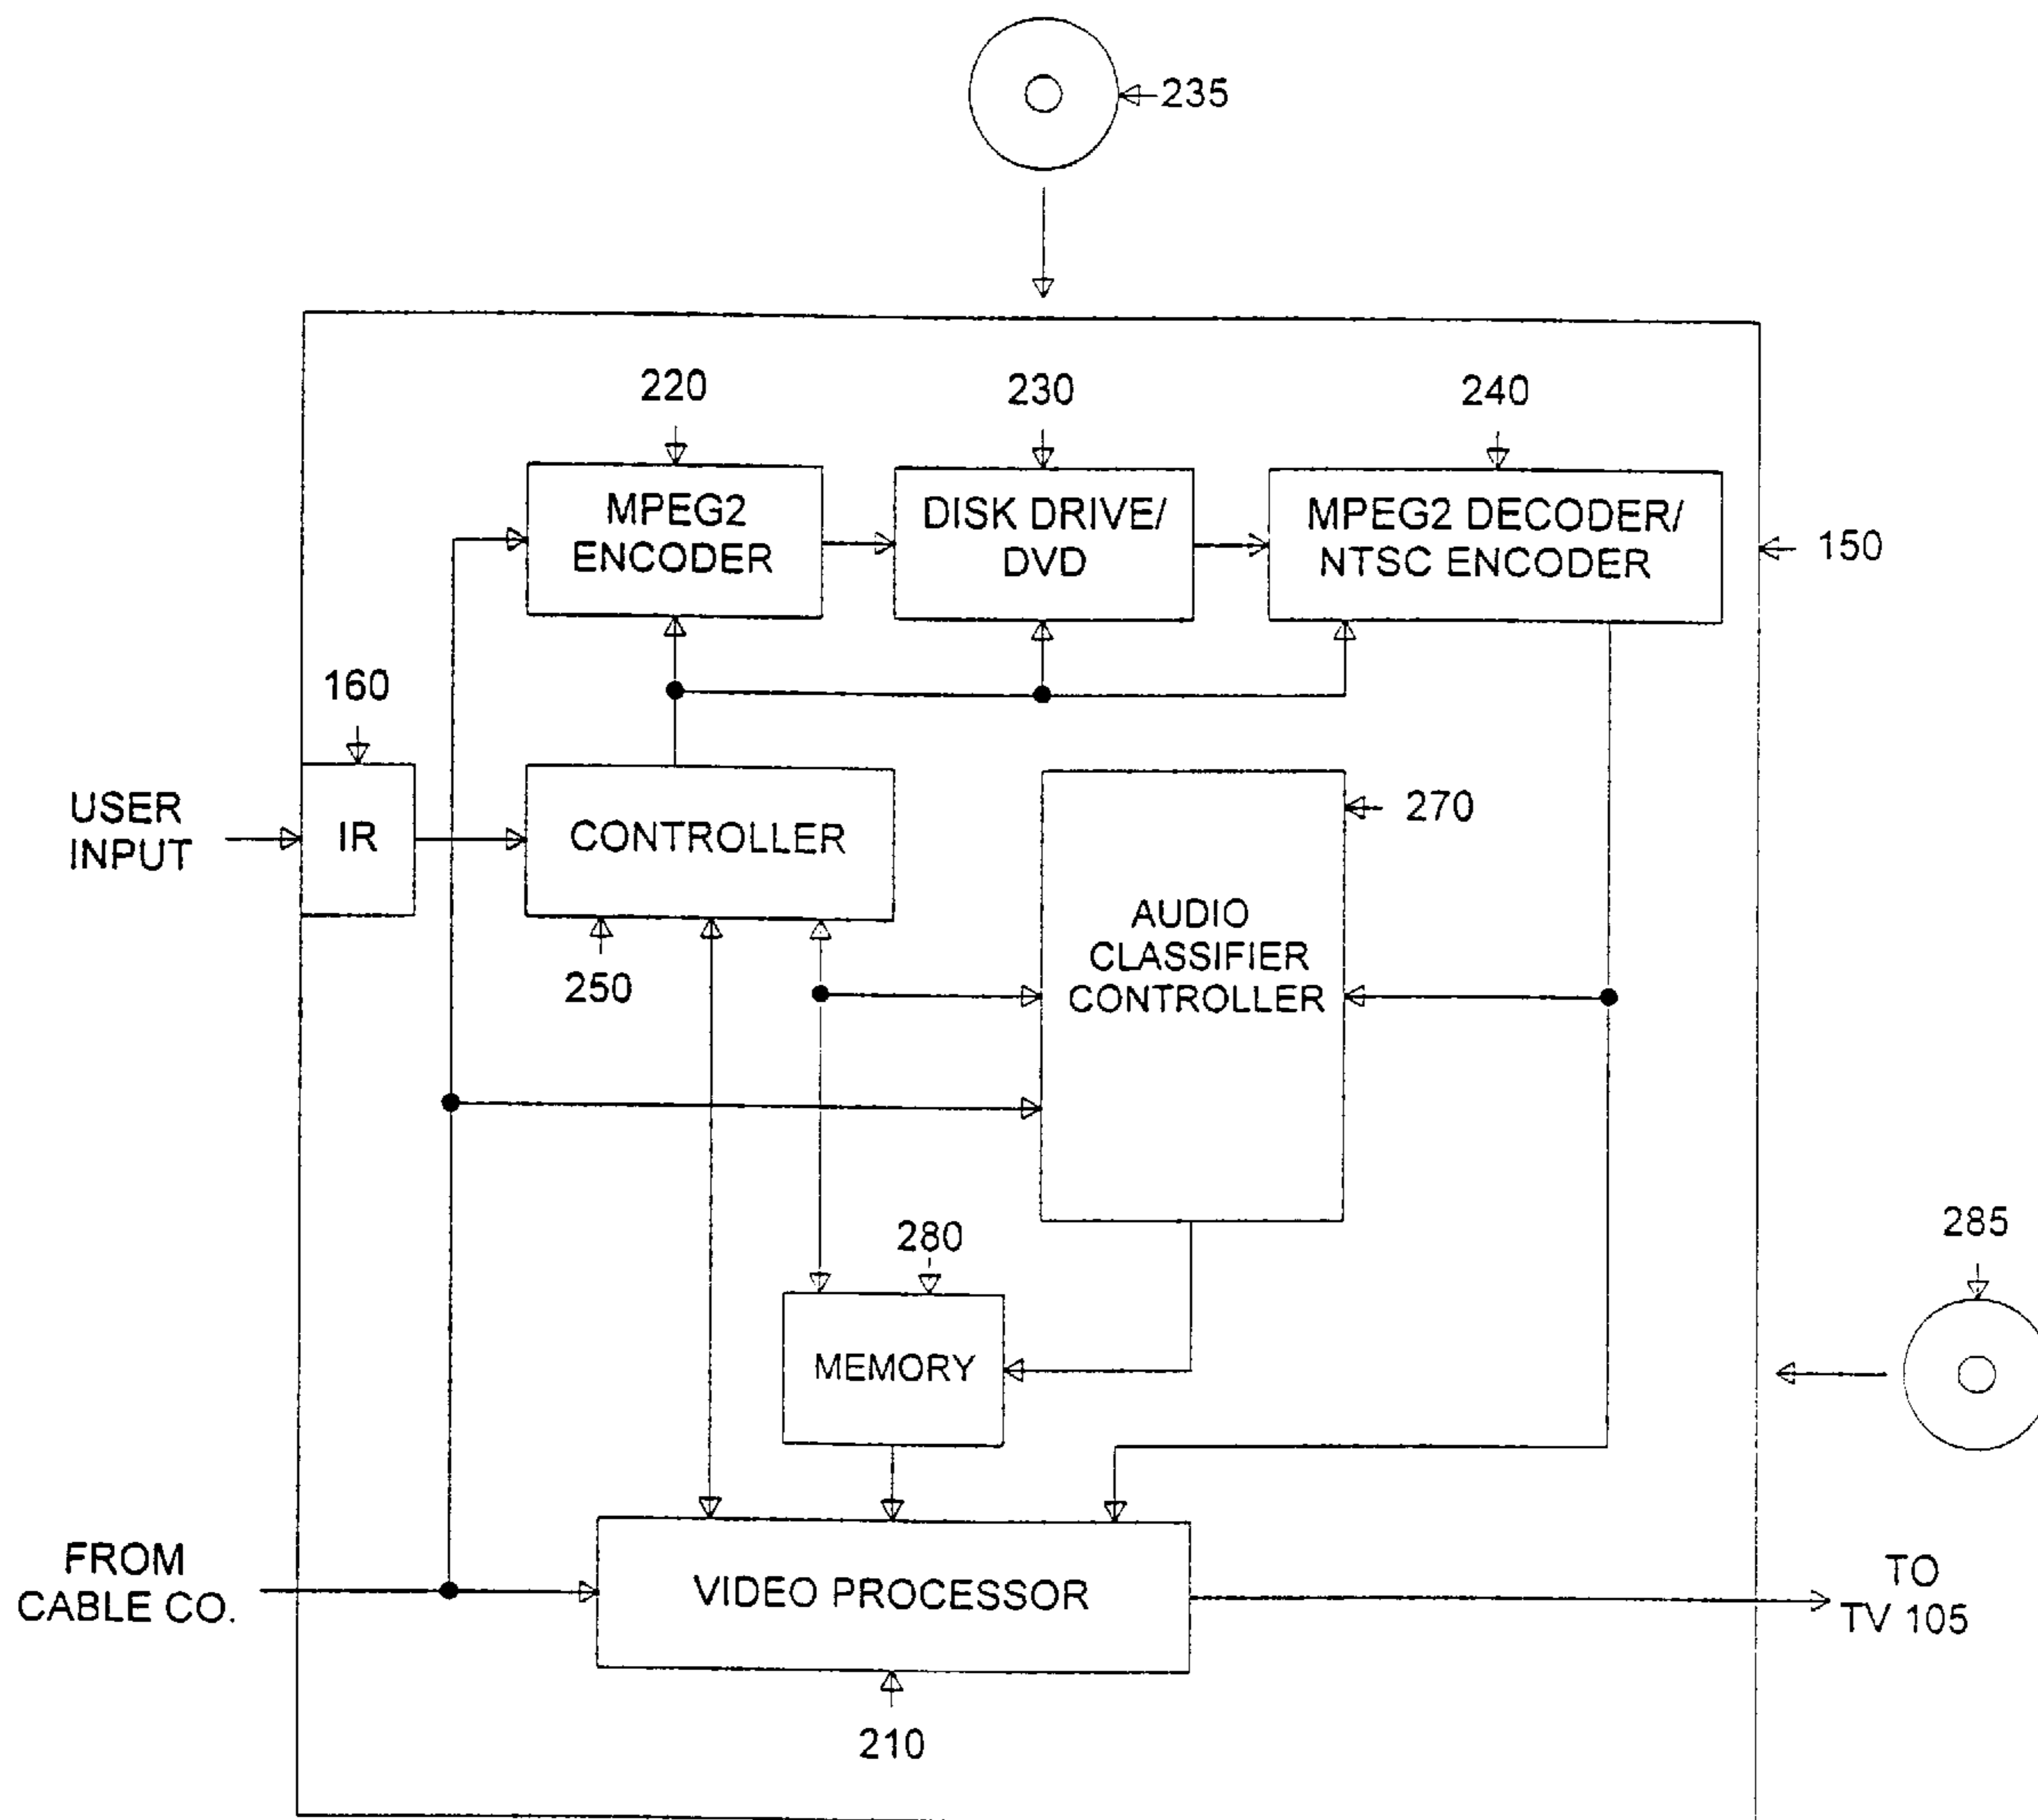 235
220
230
240
MPEG2
ENCODER
DISK DRIVE/
DVD
MPEG2 DECODER/
NTSC ENCODER
150
160
USER
INPUT
IR
CONTROLLER
270
250
AUDIO
CLASSIFIER
CONTROLLER
280
285
MEMORY
FROM
CABLE CO.
VIDEO PROCESSOR
TO
TV 105
210